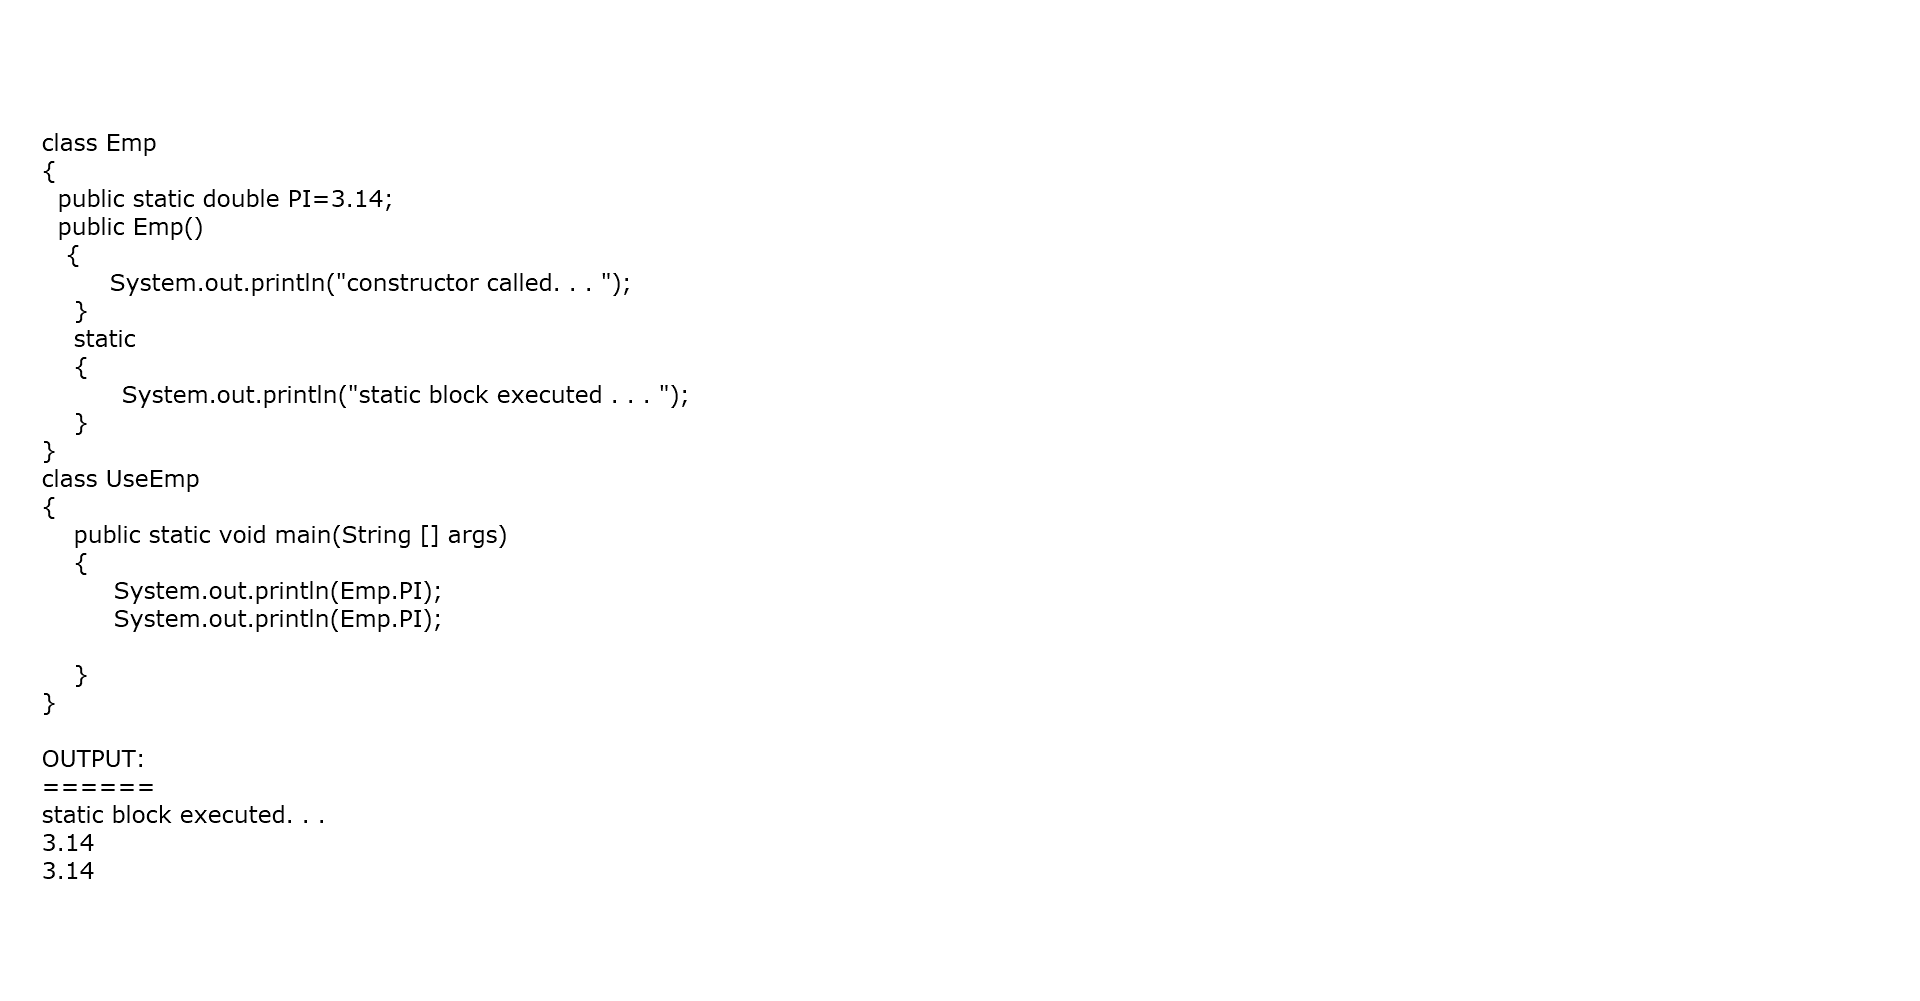 class Emp
{
public static double PI=3.14;
public Emp()
{
System.out.println("constructor called. . . ");
}
static
{
System.out.println("static block executed . . . ");
}
}
class UseEmp
{
public static void main(String [] args)
{
System.out.println(Emp.PI);
System.out.println(Emp.PI);
}
}
OUTPUT:
======
static block executed. . .
3.14
3.14